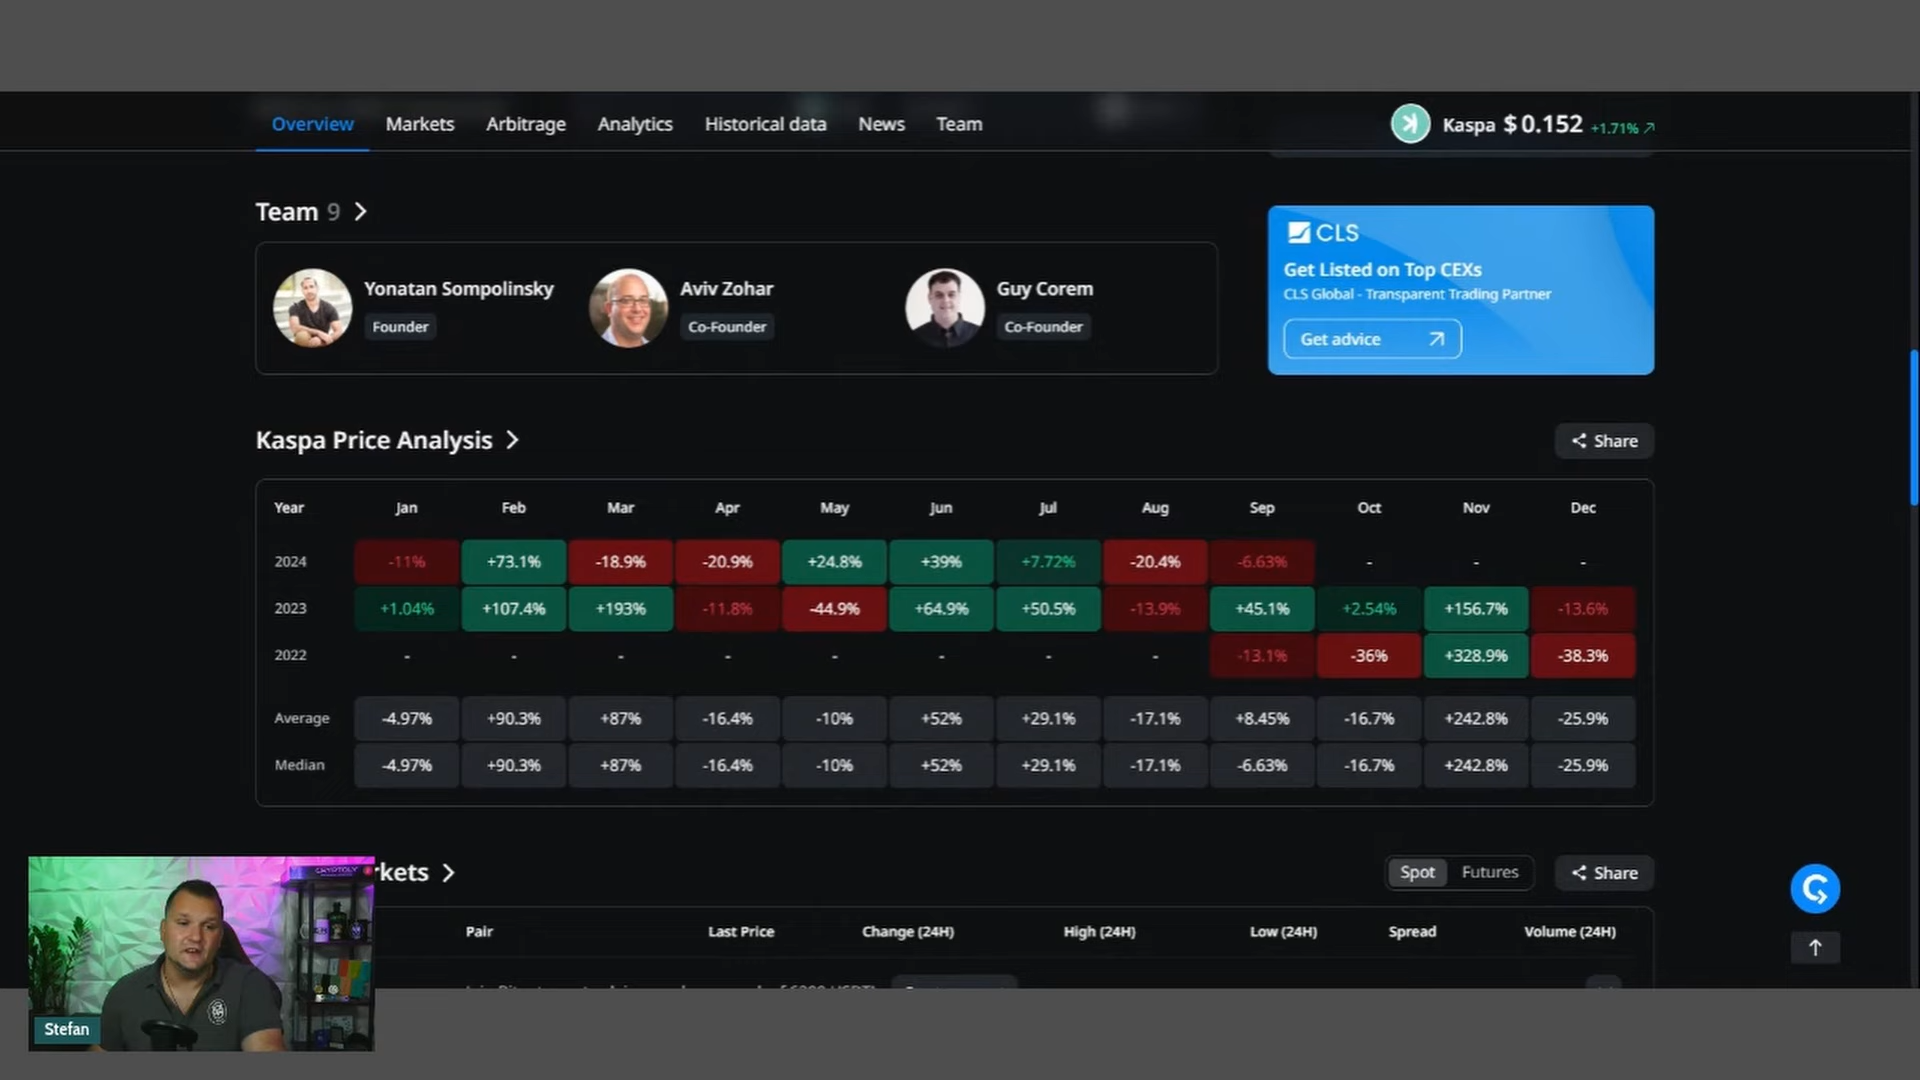 Overview Markets Arbitrage Analytics Historical data News Team
Kaspa $ 0.152 +1.71%
Team 9
Yonatan Sompolinsky
Founder
Aviv Zohar
Co-Founder
Guy Corem
Co-Founder
CLS
Get Listed on Top CEXs
CLS Global - Transparent Trading Partner
Get advice
Kaspa Price Analysis
Share
Year Jan Feb Mar Apr May Jun Jul Aug Sep Oct Nov Dec
2024 -11% +73.1% -18.9% -20.9% +24.8% +39% +7.72% -20.4% -6.63% - - -
2023 +1.04% +107.4% +193% -11.8% -44.9% +64.9% +50.5% -13.9% +45.1% +2.54% +156.7% -13.6%
2022 - - - - - - - - -13.1% -36% +328.9% -38.3%
Average -4.97% +90.3% +87% -16.4% -10% +52% +29.1% -17.1% +8.45% -16.7% +242.8% -25.9%
Median -4.97% +90.3% +87% -16.4% -10% +52% +29.1% -17.1% -6.63% -16.7% +242.8% -25.9%
rkets
Spot Futures
Share
Pair Last Price Change (24H) High (24H) Low (24H) Spread Volume (24H)
CRYPTOLV
Stefan